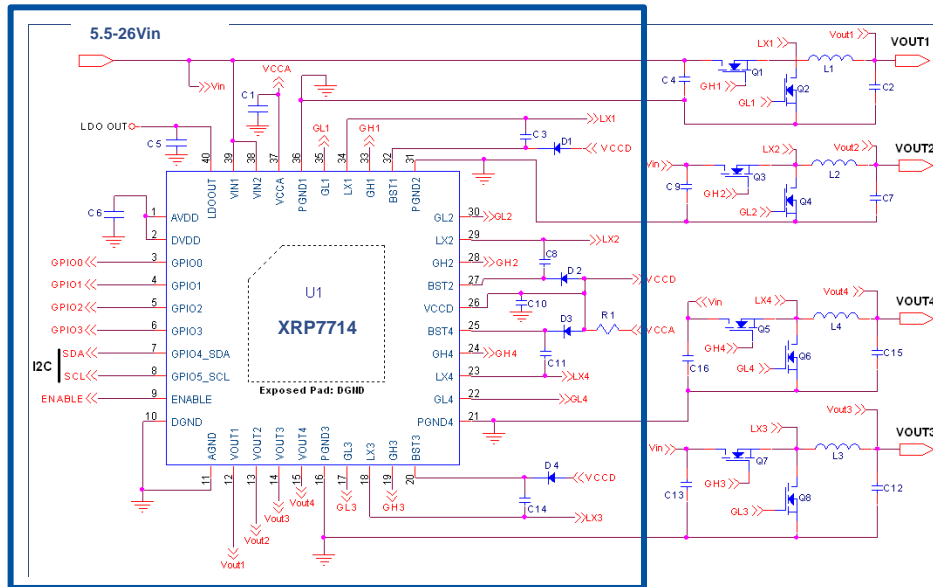 5.5-26Vin
Vin
VCCA
C1
LDO OUT
C5
GL1
LX1
GH1
LX1
C3
D1
VCCD
40 39 38 37 36 35 34 33 32 31
LDOOUT
VIN1
VIN2
VCCA
PGND1
GL1
LX1
GH1
BST1
PGND2
C6
1 AVDD
2 DVDD
GPIO0 3 GPIO0
GPIO1 4 GPIO1
GPIO2 5 GPIO2
GPIO3 6 GPIO3
I2C
SDA 7 GPIO4_SDA
SCL 8 GPIO5_SCL
ENABLE 9 ENABLE
10 DGND
U1
XRP7714
Exposed Pad: DGND
GL2 30 GL2
LX2 29 LX2
GH2 28 GH2
BST2 27
VCCD 26
BST4 25
GH4 24 GH4
LX4 23 LX4
GL4 22 GL4
PGND4 21
C8
D2
VCCD
C10
D3
R1
VCCA
C11
AGND
VOUT1
VOUT2
VOUT3
VOUT4
PGND3
GL3
LX3
GH3
BST3
11 12 13 14 15 16 17 18 19 20
Vout1
Vout2
Vout3
Vout4
GL3
GH3
D4
VCCD
C14
LX3
LX1
Vout1
VOUT1
C4
Q1
GH1
GL1
Q2
L1
C2
Vin
LX2
Vout2
VOUT2
C9
Q3
GH2
GL2
Q4
L2
C7
Vin
LX4
Vout4
VOUT4
Q5
GH4
GL4
Q6
L4
C15
C16
Vin
LX3
Vout3
VOUT3
C13
Q7
GH3
GL3
Q8
L3
C12